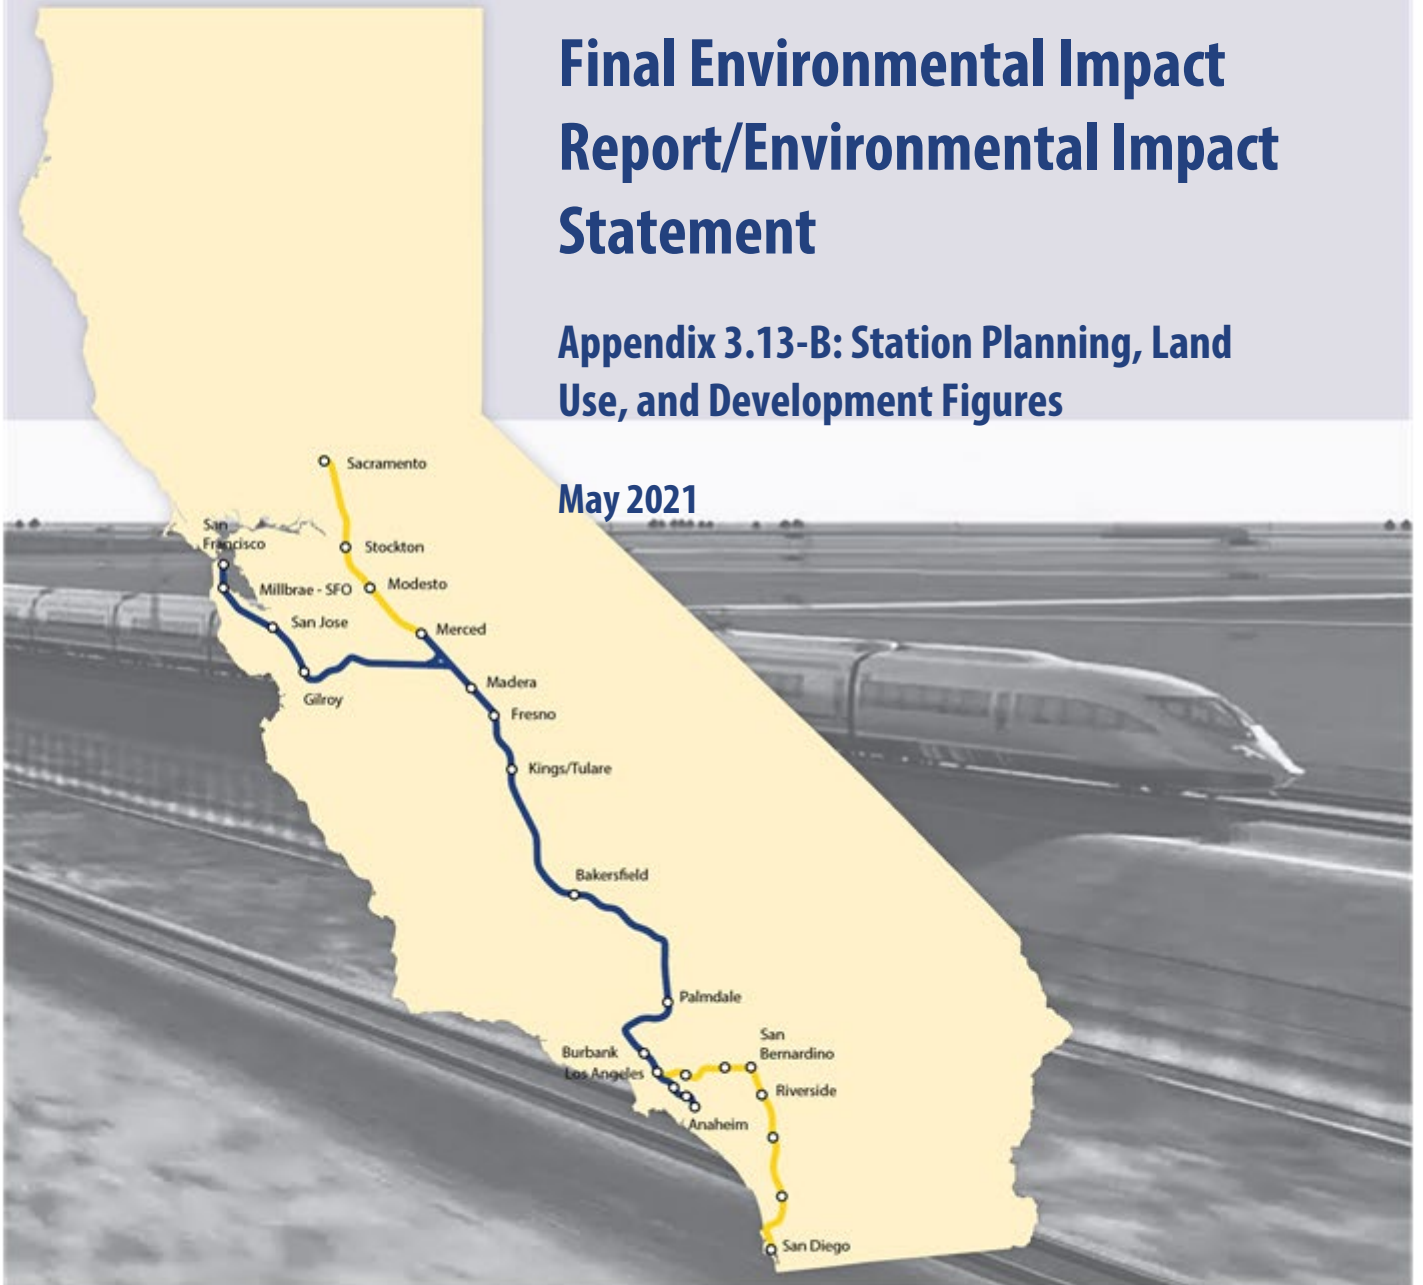 Final Environmental Impact
Report/Environmental Impact
Statement
Appendix 3.13-B: Station Planning, Land
Use, and Development Figures
May 2021
Sacramento
San
Francisco
Stockton
Millbrae - SFO
Modesto
San Jose
Merced
Gilroy
Madera
Fresno
Kings/Tulare
Bakersfield
Palmdale
San
Bernardino
Burbank
Los Angeles
Riverside
Anaheim
San Diego